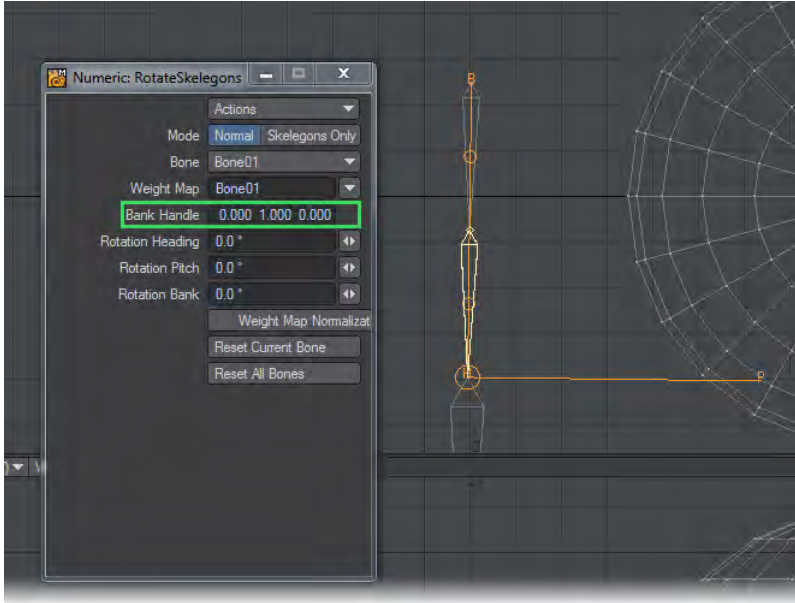 Numeric: RotateSkelegons
Actions
Mode Normal Skelegons Only
Bone Bone01
Weight Map Bone01
Bank Handle 0.000 1.000 0.000
Rotation Heading 0.0 °
Rotation Pitch 0.0 °
Rotation Bank 0.0 °
Weight Map Normalizat
Reset Current Bone
Reset All Bones
B
P